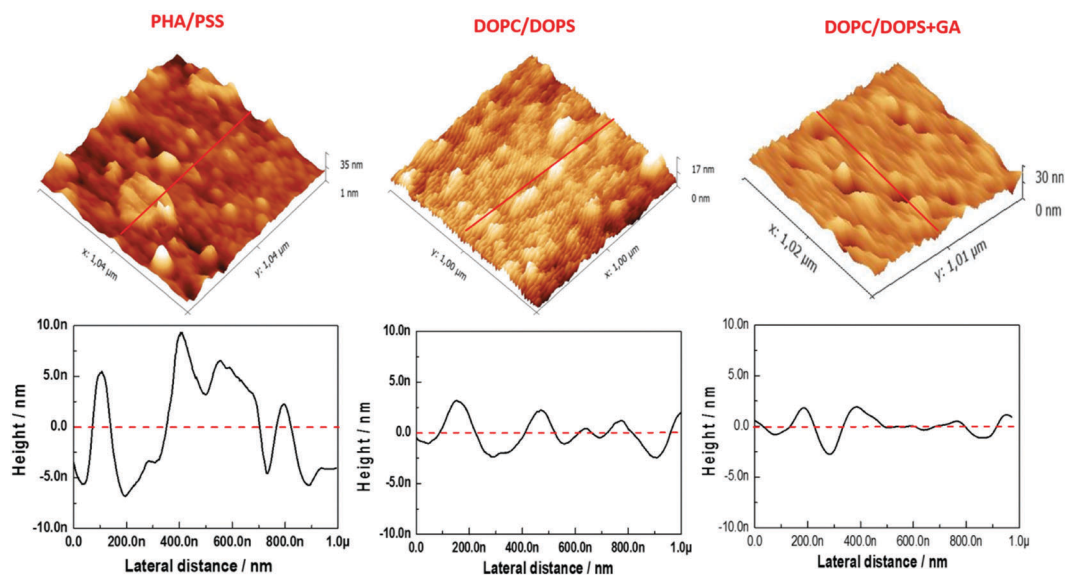 PHA/PSS
DOPC/DOPS
DOPC/DOPS+GA
35 nm
1 nm
x: 1,04 µm
y: 1,04 µm
17 nm
0 nm
y: 1,00 µm
x: 1,00 µm
30 nm
0 nm
x: 1,02 µm
y: 1,01 µm
Height / nm
10.0n
5.0n
0.0
-5.0n
-10.0n
0.0 200.0n 400.0n 600.0n 800.0n 1.0µ
Lateral distance / nm
Height / nm
10.0n
5.0n
0.0
-5.0n
-10.0n
0.0 200.0n 400.0n 600.0n 800.0n 1.0µ
Lateral distance / nm
Height / nm
10.0n
5.0n
0.0
-5.0n
-10.0n
0.0 200.0n 400.0n 600.0n 800.0n 1.0µ
Lateral distance / nm